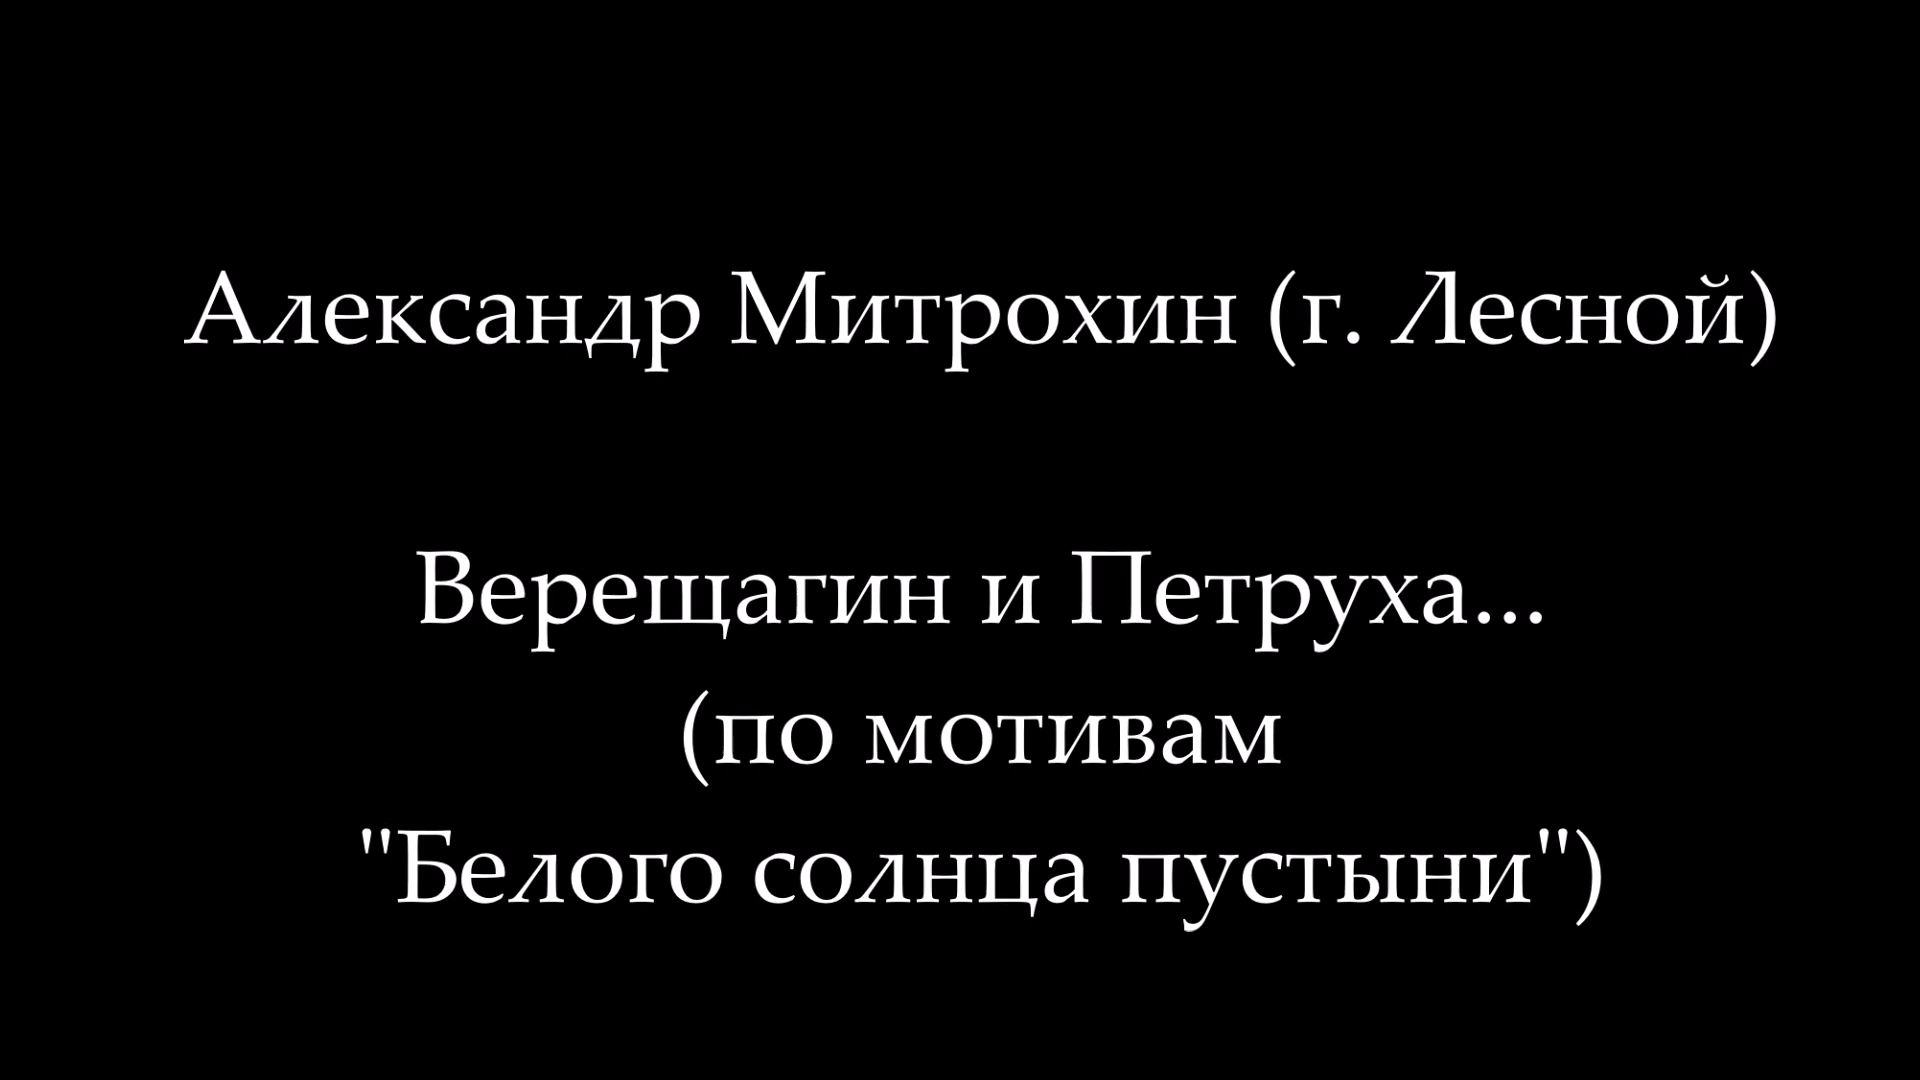 Александр Митрохин (г. Лесной)
Верещагин и Петруха...
(по мотивам
"Белого солнца пустыни")